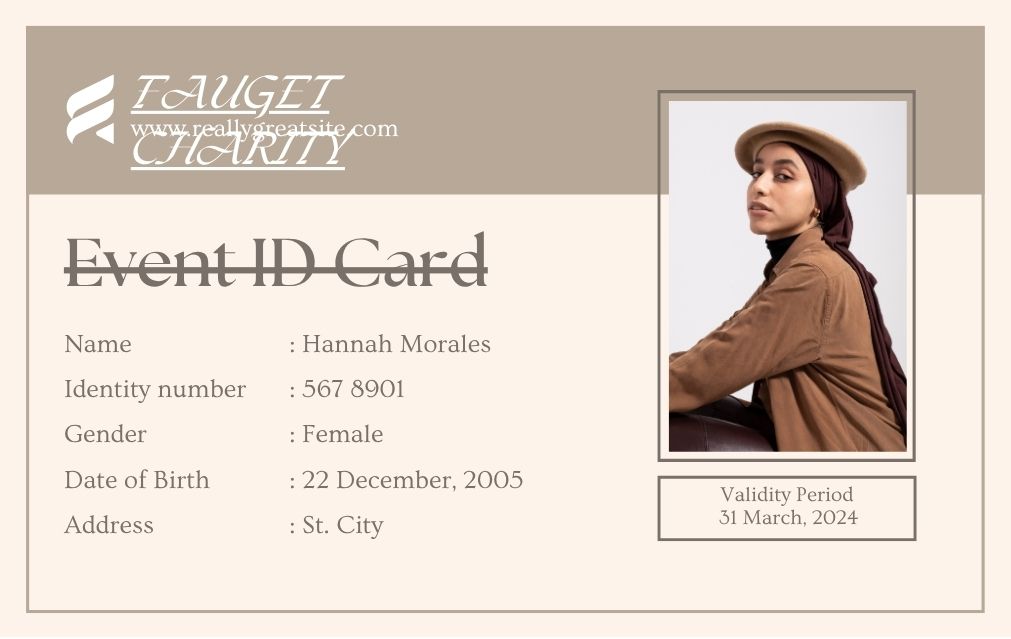 FAUGET
www.reallygreatsite.com
CHARITY
Event ID Card
Name : Hannah Morales
Identity number : 567 8901
Gender : Female
Date of Birth : 22 December, 2005
Address : St. City
Validity Period
31 March, 2024